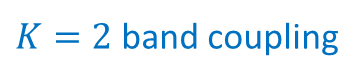 K = 2 band coupling